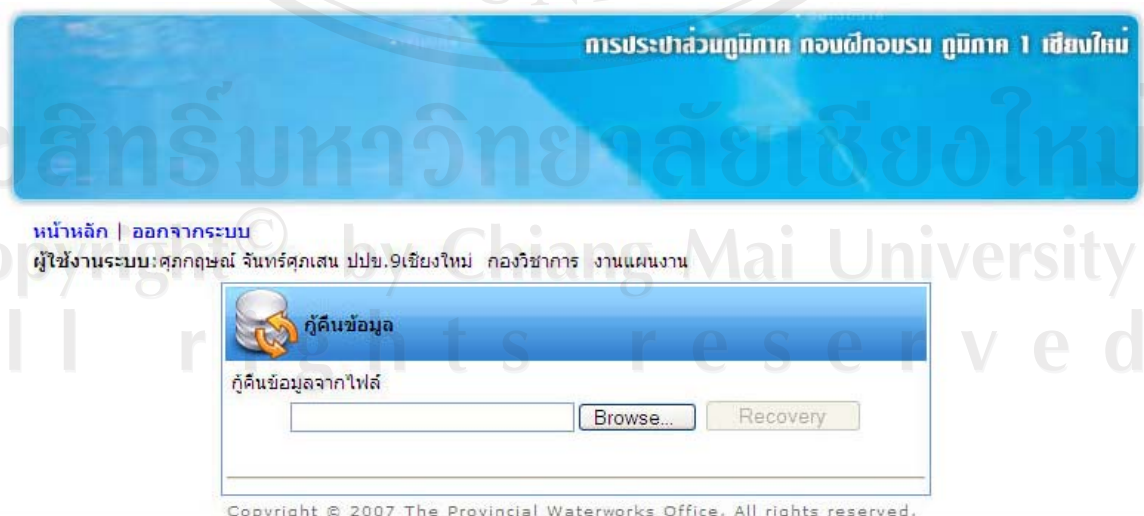 การประปาส่วนภูมิภาค กองฝึกอบรม ภูมิภาค 1 เชียงใหม่
ลิขสิทธิ์มหาวิทยาลัยเชียงใหม่
หน้าหลัก | ออกจากระบบ
Copyright © by Chiang Mai University
ผู้ใช้งานระบบ:ศุภกฤษณ์ จันทร์ศุภเสน ปปข.9เชียงใหม่ กองวิชาการ งานแผนงาน
กู้คืนข้อมูล
All rights reserved
กู้คืนข้อมูลจากไฟล์
Browse... Recovery
Copyright © 2007 The Provincial Waterworks Office. All rights reserved.